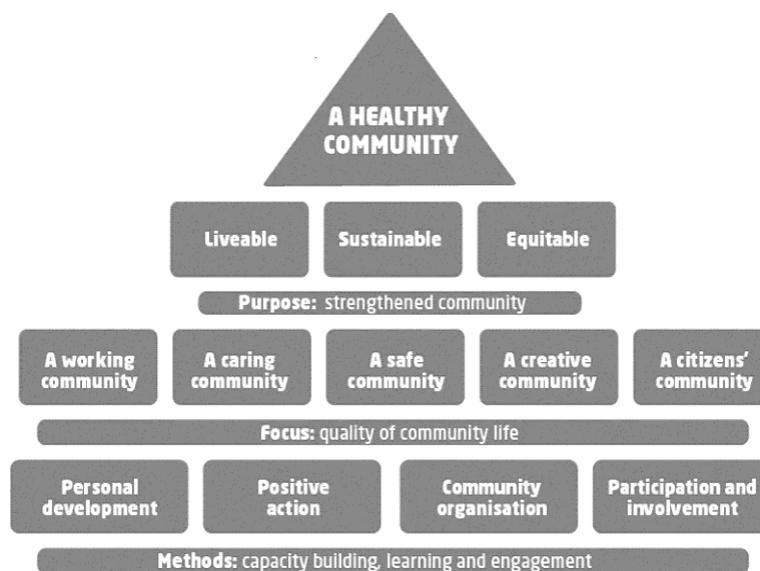 A HEALTHY
COMMUNITY
Liveable
Sustainable
Equitable
Purpose: strengthened community
A working
community
A caring
community
A safe
community
A creative
community
A citizens'
community
Focus: quality of community life
Personal
development
Positive
action
Community
organisation
Participation and
involvement
Methods: capacity building, learning and engagement